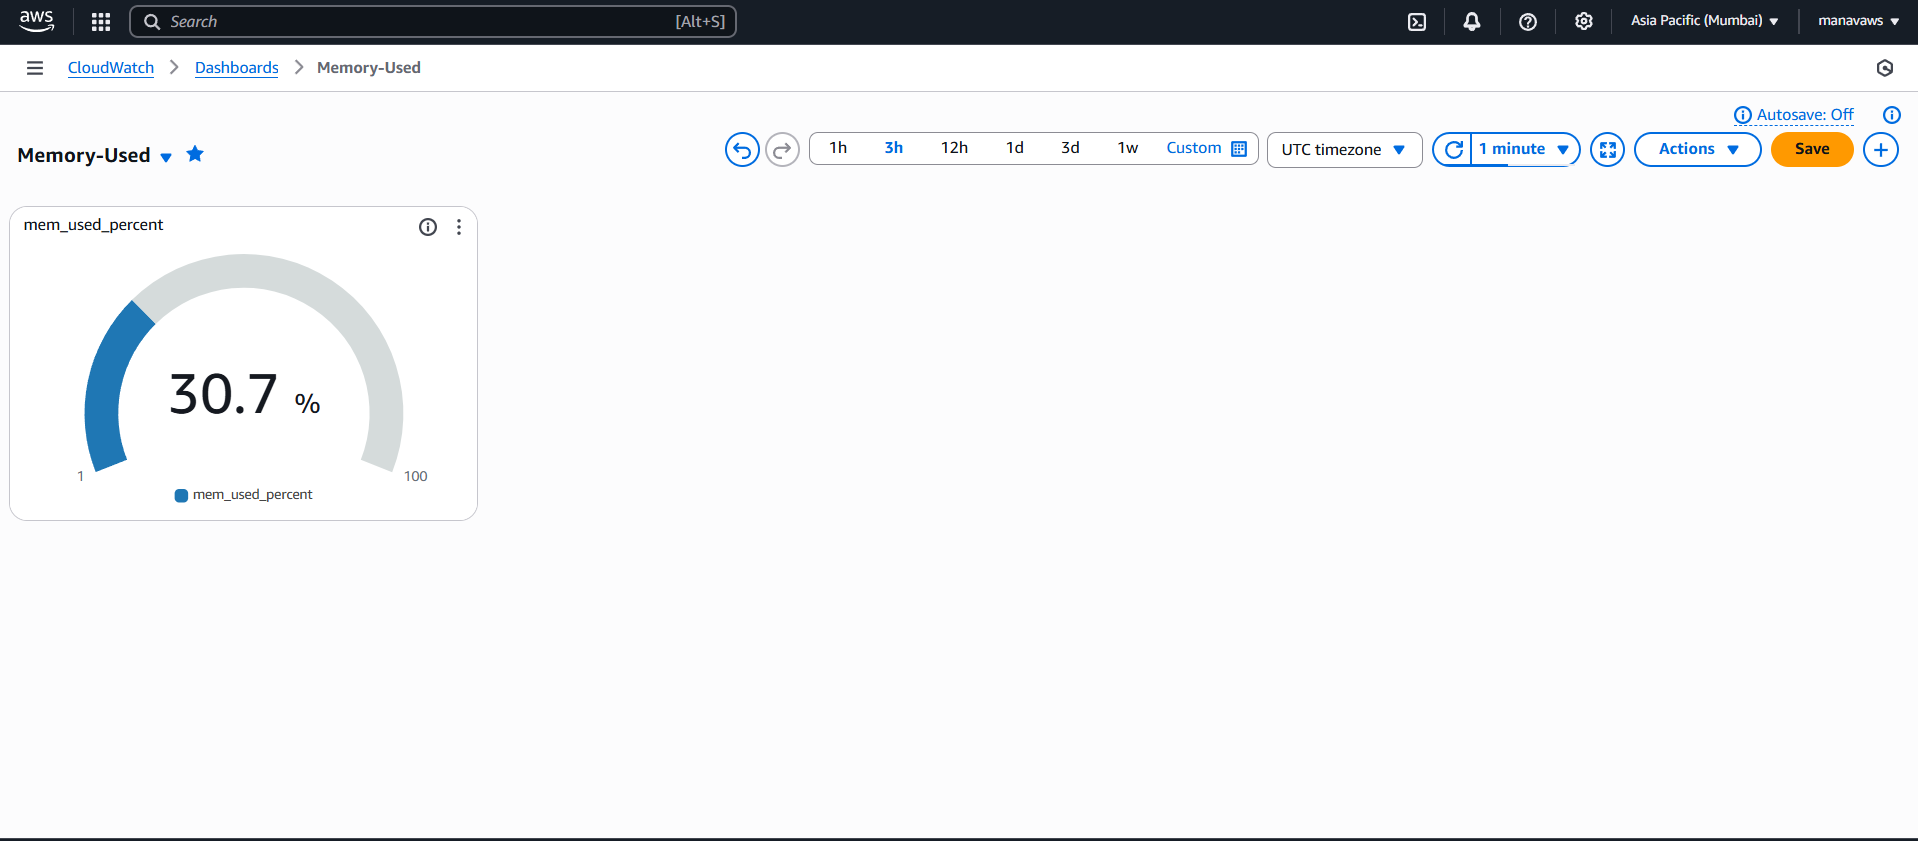 aws
Search [Alt+S]
Asia Pacific (Mumbai)
manavaws
CloudWatch
Dashboards
Memory-Used
Autosave: Off
Memory-Used
1h 3h 12h 1d 3d 1w Custom
UTC timezone
1 minute
Actions
Save
mem_used_percent
30.7 %
1
100
mem_used_percent